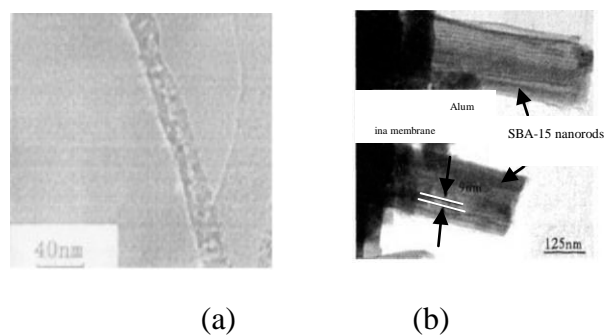 Alum
ina membrane
SBA-15 nanorods
9nm
40nm
125nm
(a)
(b)